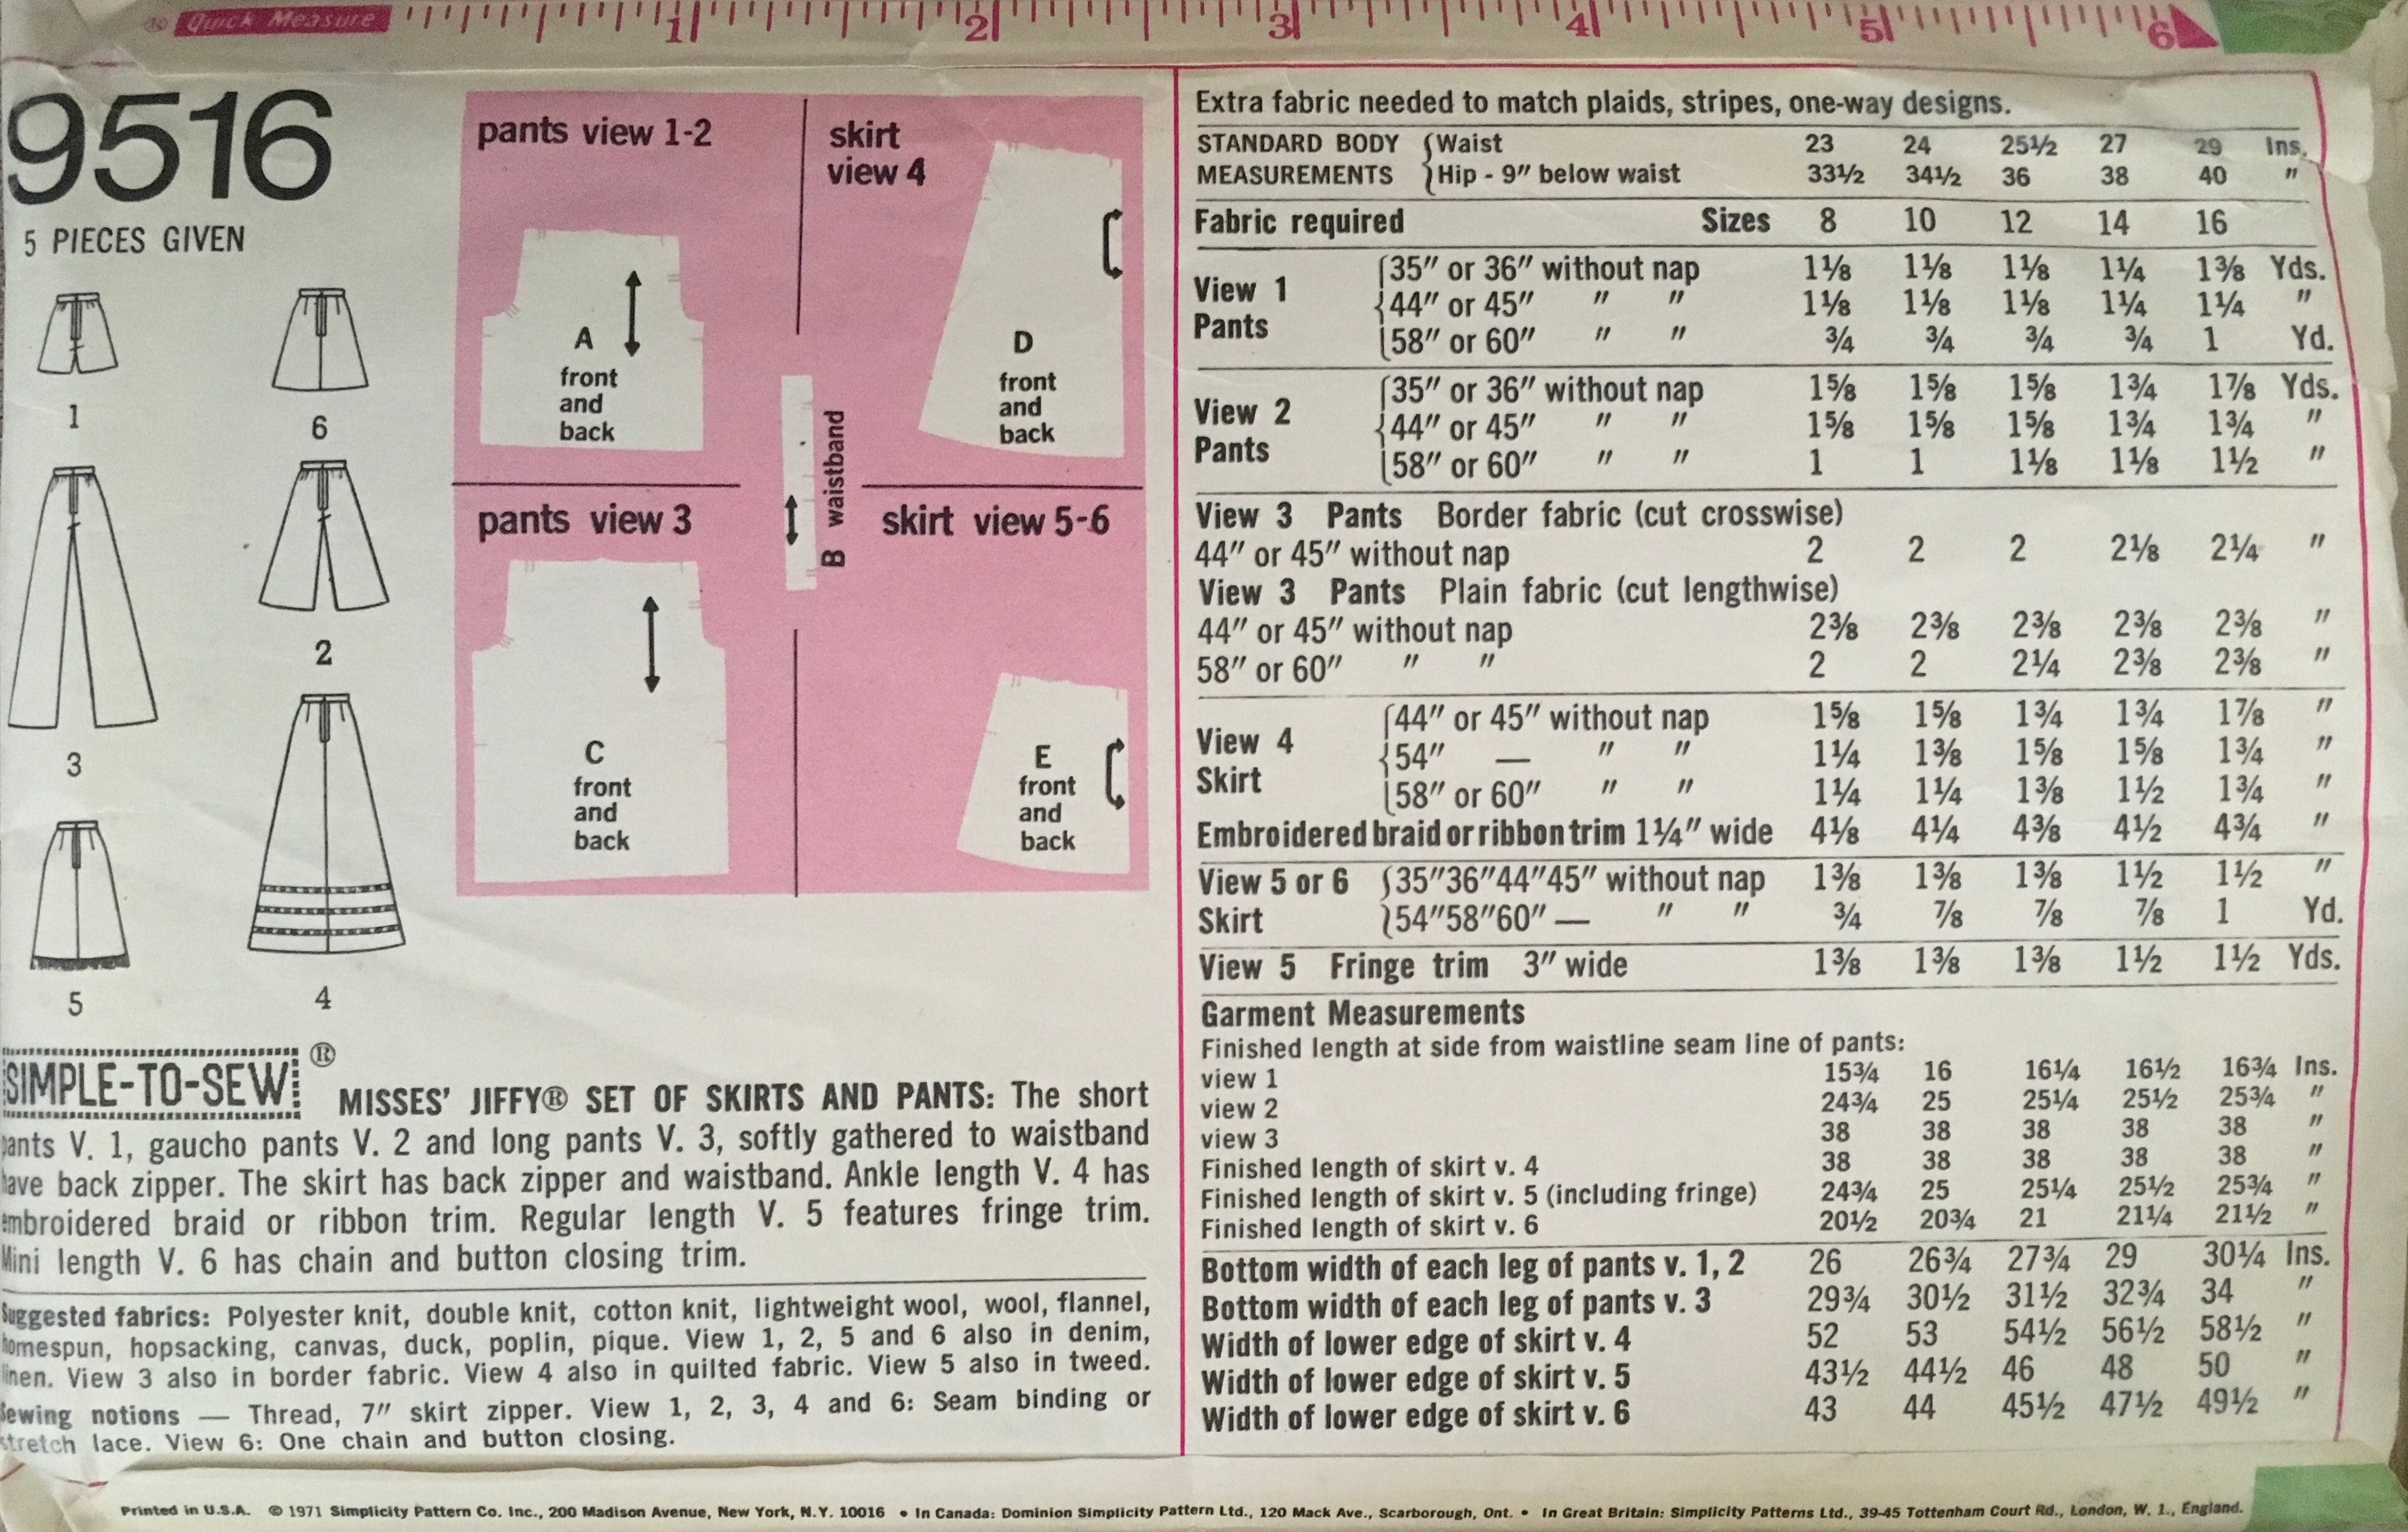 Quick Measure 1 2 3 4 5 6
9516
5 PIECES GIVEN
1
6
3
2
5
4
pants view 1-2
A
front
and
back
skirt
view 4
D
front
and
back
B waistband
pants view 3
C
front
and
back
skirt view 5-6
E
front
and
back
SIMPLE-TO-SEW ®
MISSES' JIFFY® SET OF SKIRTS AND PANTS: The short
pants V. 1, gaucho pants V. 2 and long pants V. 3, softly gathered to waistband
have back zipper. The skirt has back zipper and waistband. Ankle length V. 4 has
embroidered braid or ribbon trim. Regular length V. 5 features fringe trim.
Mini length V. 6 has chain and button closing trim.
Suggested fabrics: Polyester knit, double knit, cotton knit, lightweight wool, wool, flannel,
homespun, hopsacking, canvas, duck, poplin, pique. View 1, 2, 5 and 6 also in denim,
linen. View 3 also in border fabric. View 4 also in quilted fabric. View 5 also in tweed.
Sewing notions — Thread, 7" skirt zipper. View 1, 2, 3, 4 and 6: Seam binding or
stretch lace. View 6: One chain and button closing.
Extra fabric needed to match plaids, stripes, one-way designs.
STANDARD BODY { Waist 23 24 25½ 27 29 Ins.
MEASUREMENTS } Hip - 9" below waist 33½ 34½ 36 38 40 "
Fabric required Sizes 8 10 12 14 16
View 1 Pants
35" or 36" without nap 1⅛ 1⅛ 1⅛ 1¼ 1⅜ Yds.
44" or 45" " " 1⅛ 1⅛ 1⅛ 1¼ 1¼ "
58" or 60" " " ¾ ¾ ¾ ¾ 1 Yd.
View 2 Pants
35" or 36" without nap 1⅝ 1⅝ 1⅝ 1¾ 1⅞ Yds.
44" or 45" " " 1⅝ 1⅝ 1⅝ 1¾ 1¾ "
58" or 60" " " 1 1 1⅛ 1⅛ 1½ "
View 3 Pants Border fabric (cut crosswise)
44" or 45" without nap 2 2 2 2⅛ 2¼ "
View 3 Pants Plain fabric (cut lengthwise)
44" or 45" without nap 2⅜ 2⅜ 2⅜ 2⅜ 2⅜ "
58" or 60" " " 2 2 2¼ 2⅜ 2⅜ "
View 4 Skirt
44" or 45" without nap 1⅝ 1⅝ 1¾ 1¾ 1⅞ "
54" — " " 1¼ 1⅜ 1⅝ 1⅝ 1¾ "
58" or 60" " " 1¼ 1¼ 1⅜ 1½ 1¾ "
Embroidered braid or ribbon trim 1¼" wide 4⅛ 4¼ 4⅜ 4½ 4¾ "
View 5 or 6 Skirt
35"36"44"45" without nap 1⅜ 1⅜ 1⅜ 1½ 1½ "
54"58"60" — " " ¾ ⅞ ⅞ ⅞ 1 Yd.
View 5 Fringe trim 3" wide 1⅜ 1⅜ 1⅜ 1½ 1½ Yds.
Garment Measurements
Finished length at side from waistline seam line of pants:
view 1 15¾ 16 16¼ 16½ 16¾ Ins.
view 2 24¾ 25 25¼ 25½ 25¾ "
view 3 38 38 38 38 38 "
Finished length of skirt v. 4 38 38 38 38 38 "
Finished length of skirt v. 5 (including fringe) 24¾ 25 25¼ 25½ 25¾ "
Finished length of skirt v. 6 20½ 20¾ 21 21¼ 21½ "
Bottom width of each leg of pants v. 1, 2 26 26¾ 27¾ 29 30¼ Ins.
Bottom width of each leg of pants v. 3 29¾ 30½ 31½ 32¾ 34 "
Width of lower edge of skirt v. 4 52 53 54½ 56½ 58½ "
Width of lower edge of skirt v. 5 43½ 44½ 46 48 50 "
Width of lower edge of skirt v. 6 43 44 45½ 47½ 49½ "
Printed in U.S.A. © 1971 Simplicity Pattern Co. Inc., 200 Madison Avenue, New York, N.Y. 10016 • In Canada: Dominion Simplicity Pattern Ltd., 120 Mack Ave., Scarborough, Ont. • In Great Britain: Simplicity Patterns Ltd., 39-45 Tottenham Court Rd., London, W. 1., England.